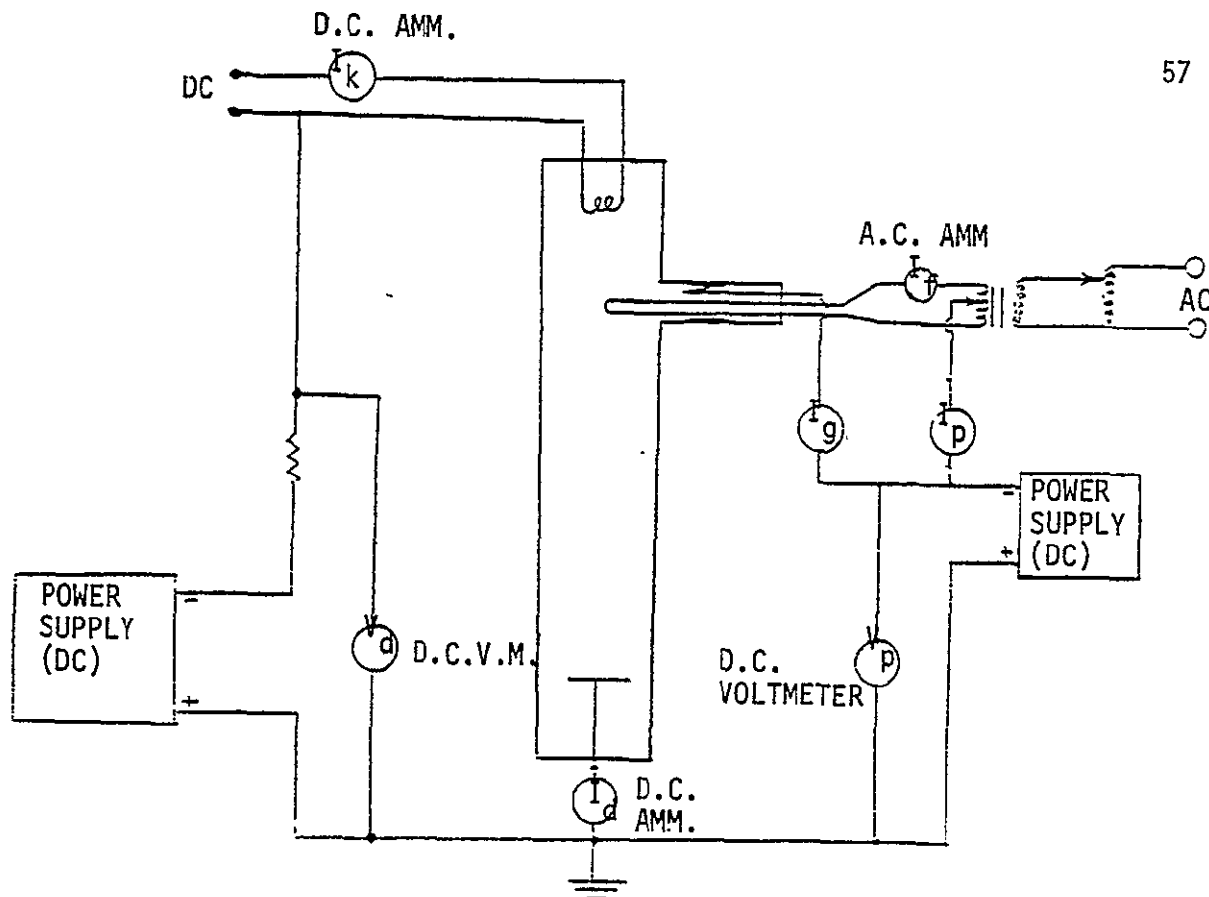 D.C. AMM.
57
DC
I
k
A.C. AMM
I
f
AC
I
g
I
p
POWER
SUPPLY
(DC)
-
+
POWER
SUPPLY
(DC)
-
+
V
d
D.C.V.M.
D.C.
VOLTMETER
V
p
I
d
D.C.
AMM.